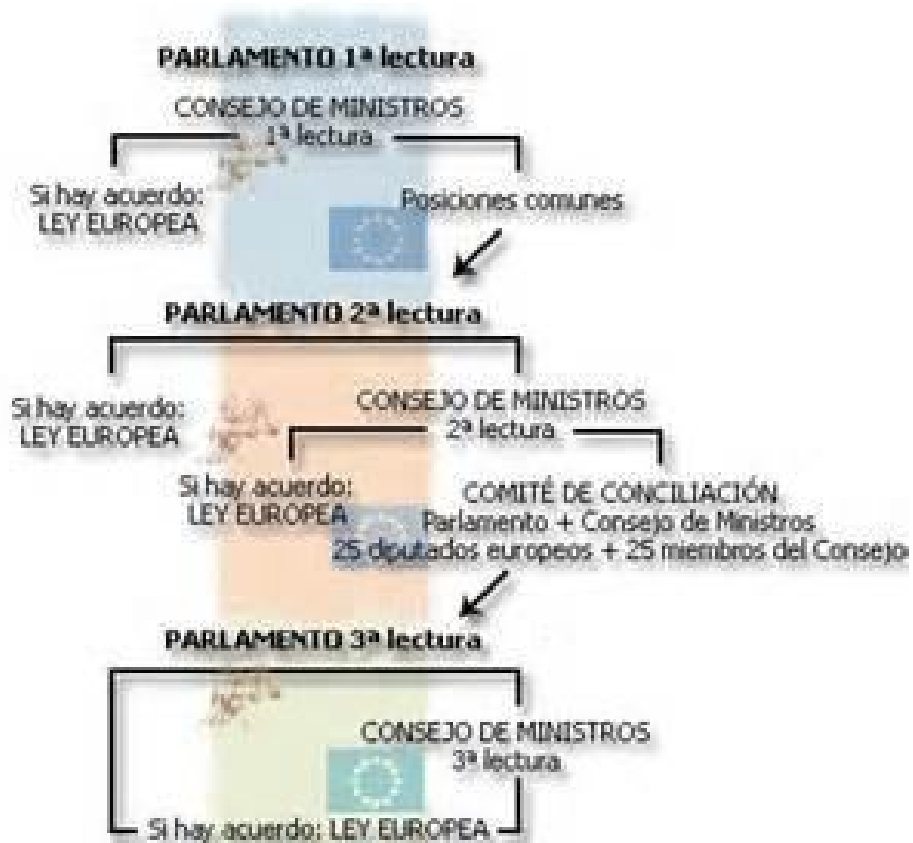 PARLAMENTO 1ª lectura
CONSEJO DE MINISTROS
1ª lectura
Si hay acuerdo:
LEY EUROPEA
Posiciones comunes
PARLAMENTO 2ª lectura
Si hay acuerdo:
LEY EUROPEA
CONSEJO DE MINISTROS
2ª lectura
Si hay acuerdo:
LEY EUROPEA
COMITÉ DE CONCILIACIÓN
Parlamento + Consejo de Ministros
25 diputados europeos + 25 miembros del Consejo
PARLAMENTO 3ª lectura
CONSEJO DE MINISTROS
3ª lectura
Si hay acuerdo: LEY EUROPEA